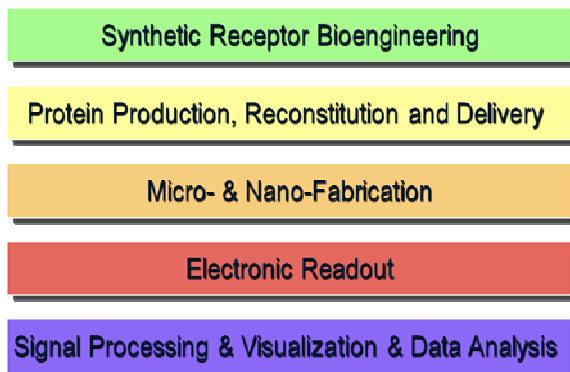 Synthetic Receptor Bioengineering
Protein Production, Reconstitution and Delivery
Micro- & Nano-Fabrication
Electronic Readout
Signal Processing & Visualization & Data Analysis